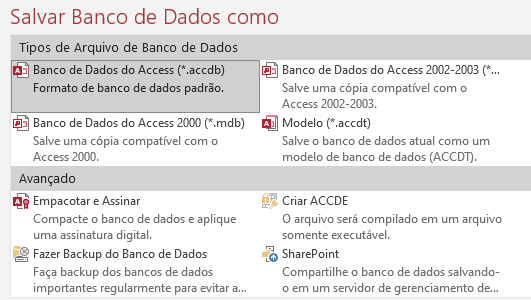 Salvar Banco de Dados como
Tipos de Arquivo de Banco de Dados
Banco de Dados do Access (*.accdb)
Formato de banco de dados padrão.
Banco de Dados do Access 2002-2003 (*...
Salve uma cópia compatível com o
Access 2002-2003.
Banco de Dados do Access 2000 (*.mdb)
Salve uma cópia compatível com o
Access 2000.
Modelo (*.accdt)
Salve o banco de dados atual como um
modelo de banco de dados (ACCDT).
Avançado
Empacotar e Assinar
Compacte o banco de dados e aplique
uma assinatura digital.
Criar ACCDE
O arquivo será compilado em um arquivo
somente executável.
Fazer Backup do Banco de Dados
Faça backup dos bancos de dados
importantes regularmente para evitar a...
SharePoint
Compartilhe o banco de dados salvando-
o em um servidor de gerenciamento de...